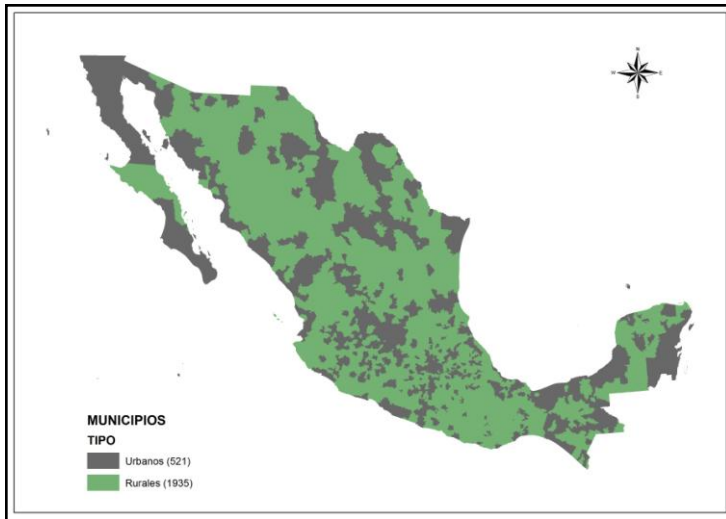 N
W
E
S
MUNICIPIOS
TIPO
Urbanos (521)
Rurales (1935)